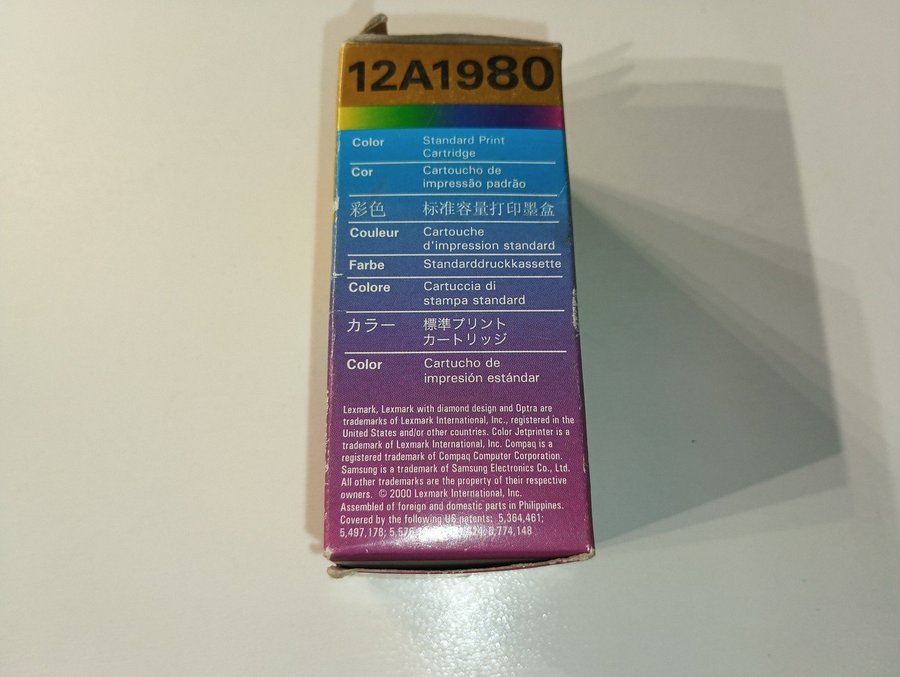 12A1980
Color
Standard Print
Cartridge
Cor
Cartoucho de
impressão padrão
彩色
标准容量打印墨盒
Couleur
Cartouche
d'impression standard
Farbe
Standarddruckkassette
Colore
Cartuccia di
stampa standard
カラー
標準プリント
カートリッジ
Color
Cartucho de
impresión estándar
Lexmark, Lexmark with diamond design and Optra are
trademarks of Lexmark International, Inc., registered in the
United States and/or other countries. Color Jetprinter is a
trademark of Lexmark International, Inc. Compaq is a
registered trademark of Compaq Computer Corporation.
Samsung is a trademark of Samsung Electronics Co., Ltd.
All other trademarks are the property of their respective
owners. © 2000 Lexmark International, Inc.
Assembled of foreign and domestic parts in Philippines.
Covered by the following US patents: 5,364,461;
5,497,178;